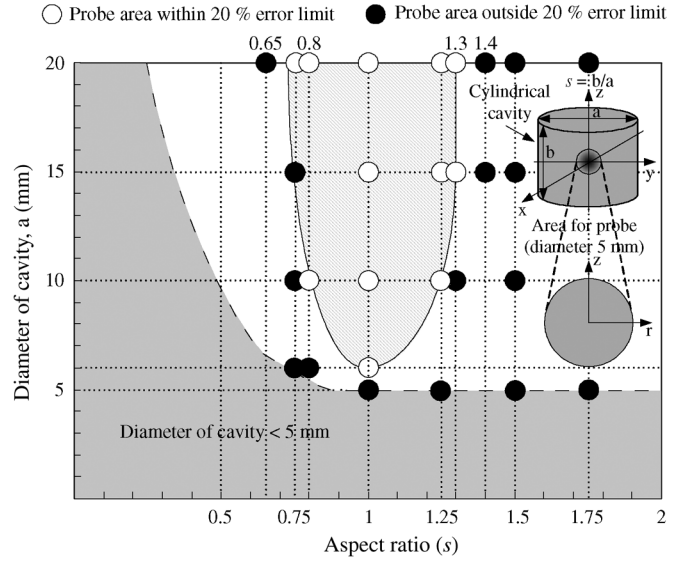 Probe area within 20 % error limit
Probe area outside 20 % error limit
0.65
0.8
1.3
1.4
20
15
10
5
Diameter of cavity, a (mm)
s = b/a
z
Cylindrical
cavity
a
b
y
x
Area for probe
(diameter 5 mm)
z
r
Diameter of cavity < 5 mm
0.5
0.75
1
1.25
1.5
1.75
2
Aspect ratio (s)